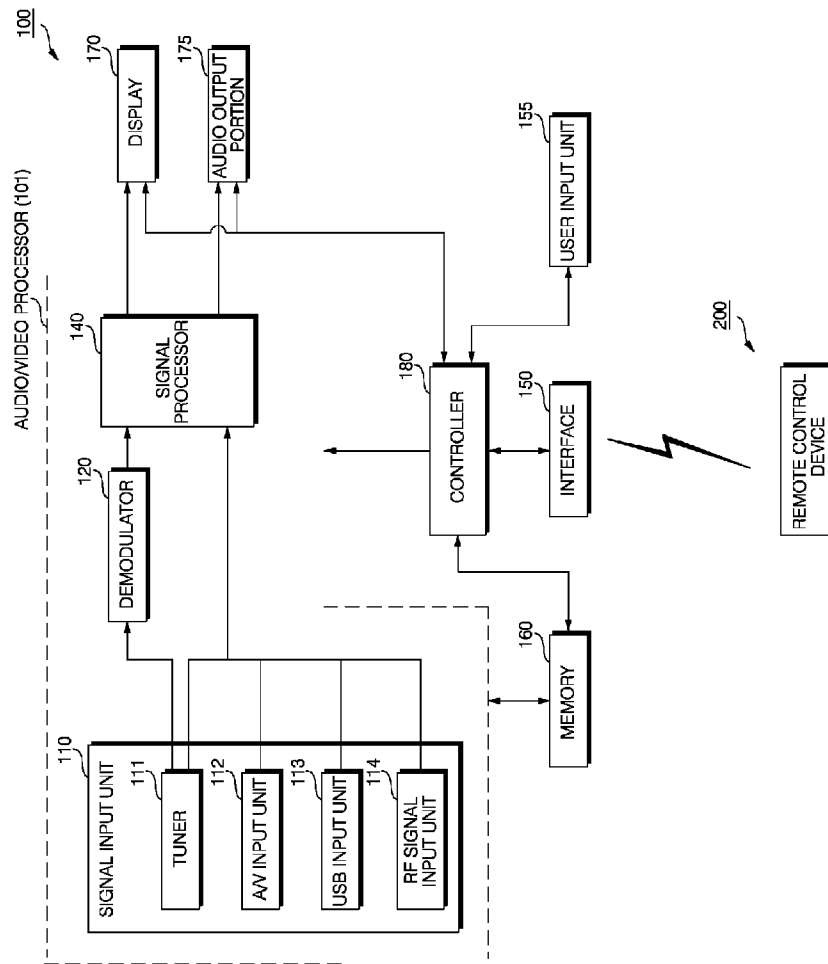 100
AUDIO/VIDEO PROCESSOR (101)
SIGNAL INPUT UNIT
110
TUNER
111
A/V INPUT UNIT
112
USB INPUT UNIT
113
RF SIGNAL
INPUT UNIT
114
DEMODULATOR
120
SIGNAL
PROCESSOR
140
DISPLAY
170
AUDIO OUTPUT
PORTION
175
MEMORY
160
CONTROLLER
180
INTERFACE
150
USER INPUT UNIT
155
200
REMOTE CONTROL
DEVICE